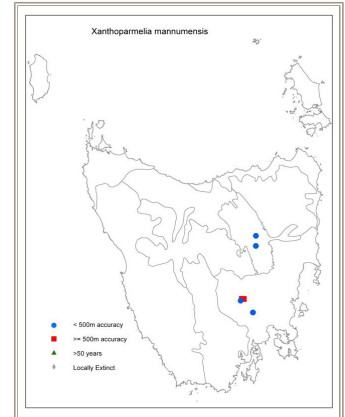 Xanthoparmelia mannumensis
< 500m accuracy
>= 500m accuracy
>50 years
Locally Extinct